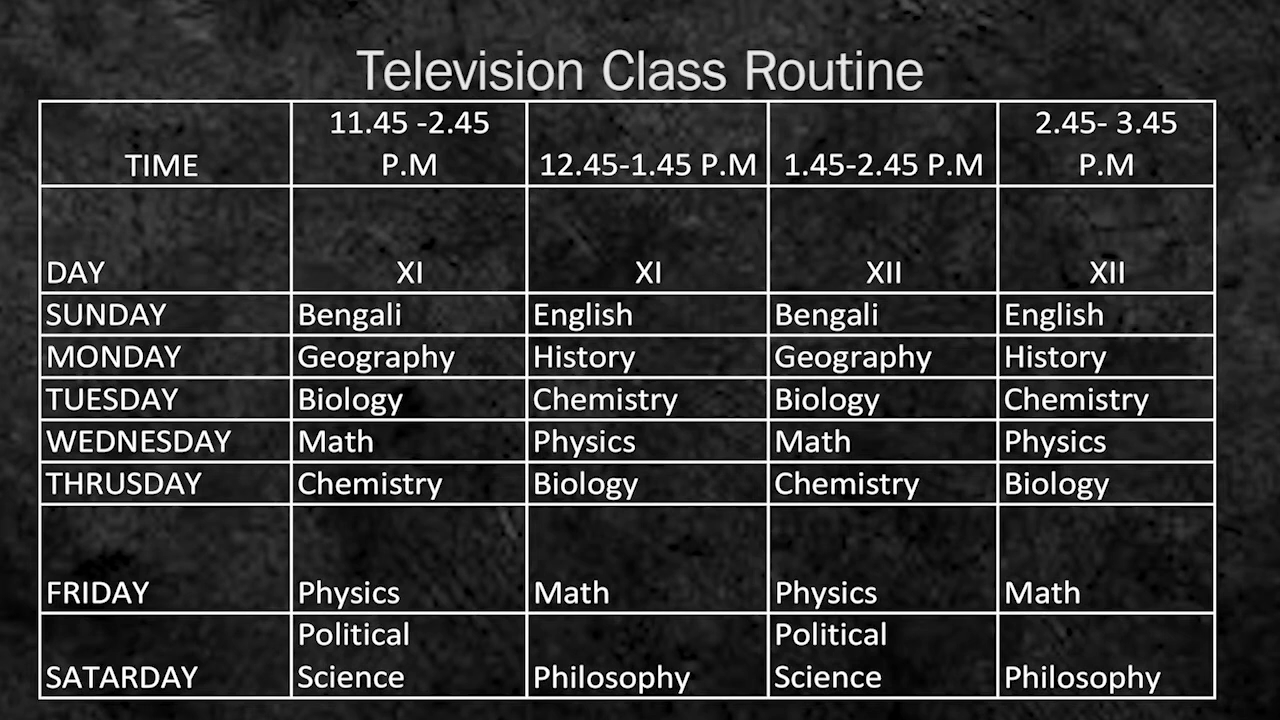 Television Class Routine
TIME 11.45 -2.45 P.M 12.45-1.45 P.M 1.45-2.45 P.M 2.45- 3.45 P.M
DAY XI XI XII XII
SUNDAY Bengali English Bengali English
MONDAY Geography History Geography History
TUESDAY Biology Chemistry Biology Chemistry
WEDNESDAY Math Physics Math Physics
THRUSDAY Chemistry Biology Chemistry Biology
FRIDAY Physics Math Physics Math
SATARDAY Political Science Philosophy Political Science Philosophy